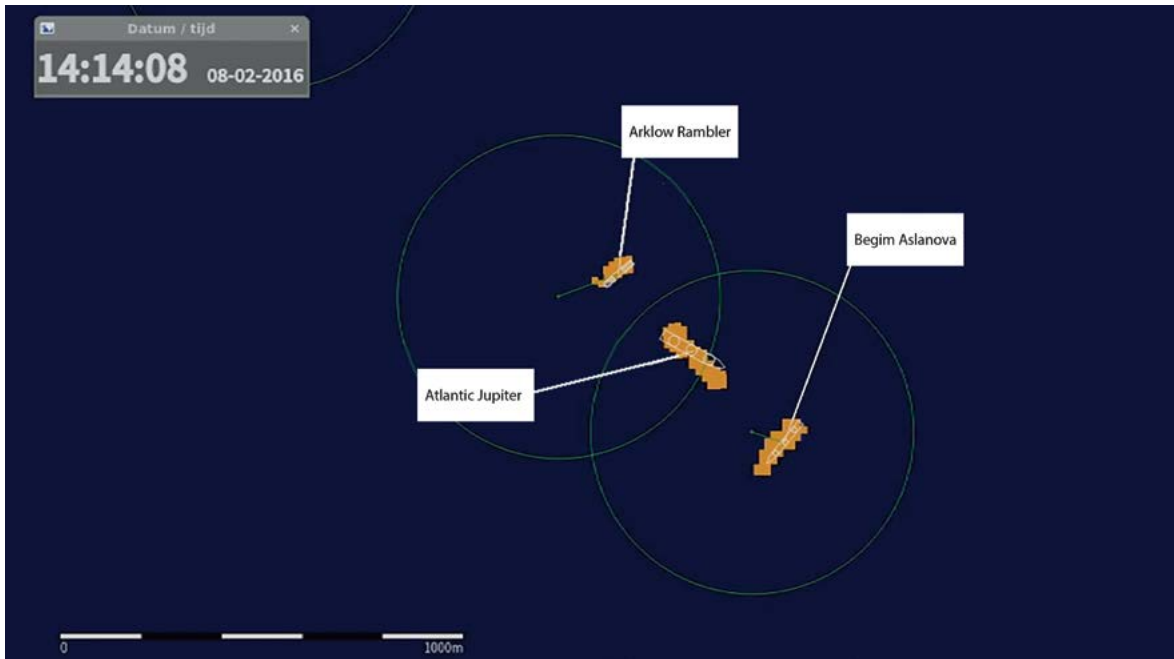 Datum / tijd
14:14:08 08-02-2016
Arklow Rambler
Begim Aslanova
Atlantic Jupiter
0 1000m